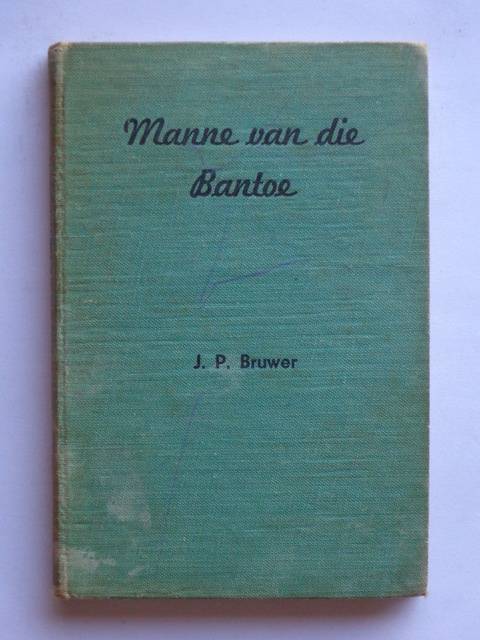 Manne van die
Bantoe
J. P. Bruwer